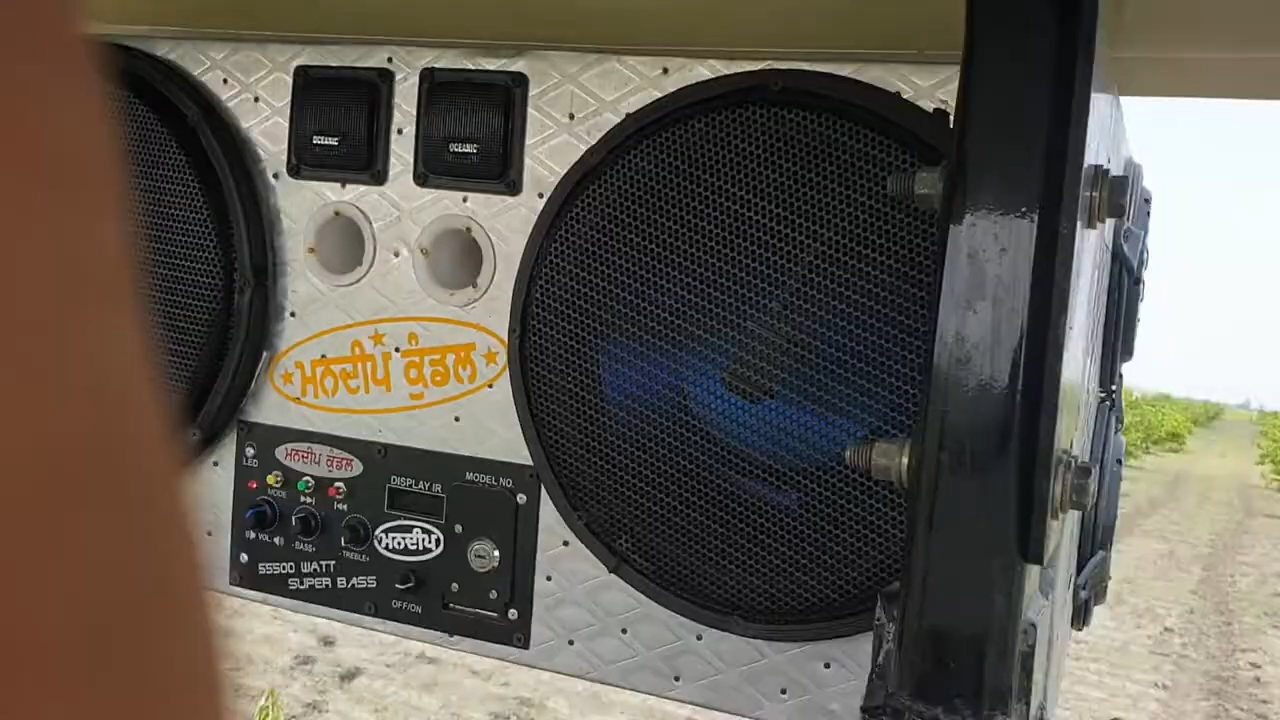 OCEANIC
OCEANIC
ਮਨਦੀਪ ਕੁੰਡਲ
ਮਨਦੀਪ ਕੁੰਡਲ
LED
MODE
DISPLAY IR
MODEL NO.
VOL.
- BASS+
- TREBLE+
ਮਨਦੀਪ
55500 WATT
SUPER BASS
OFF/ON